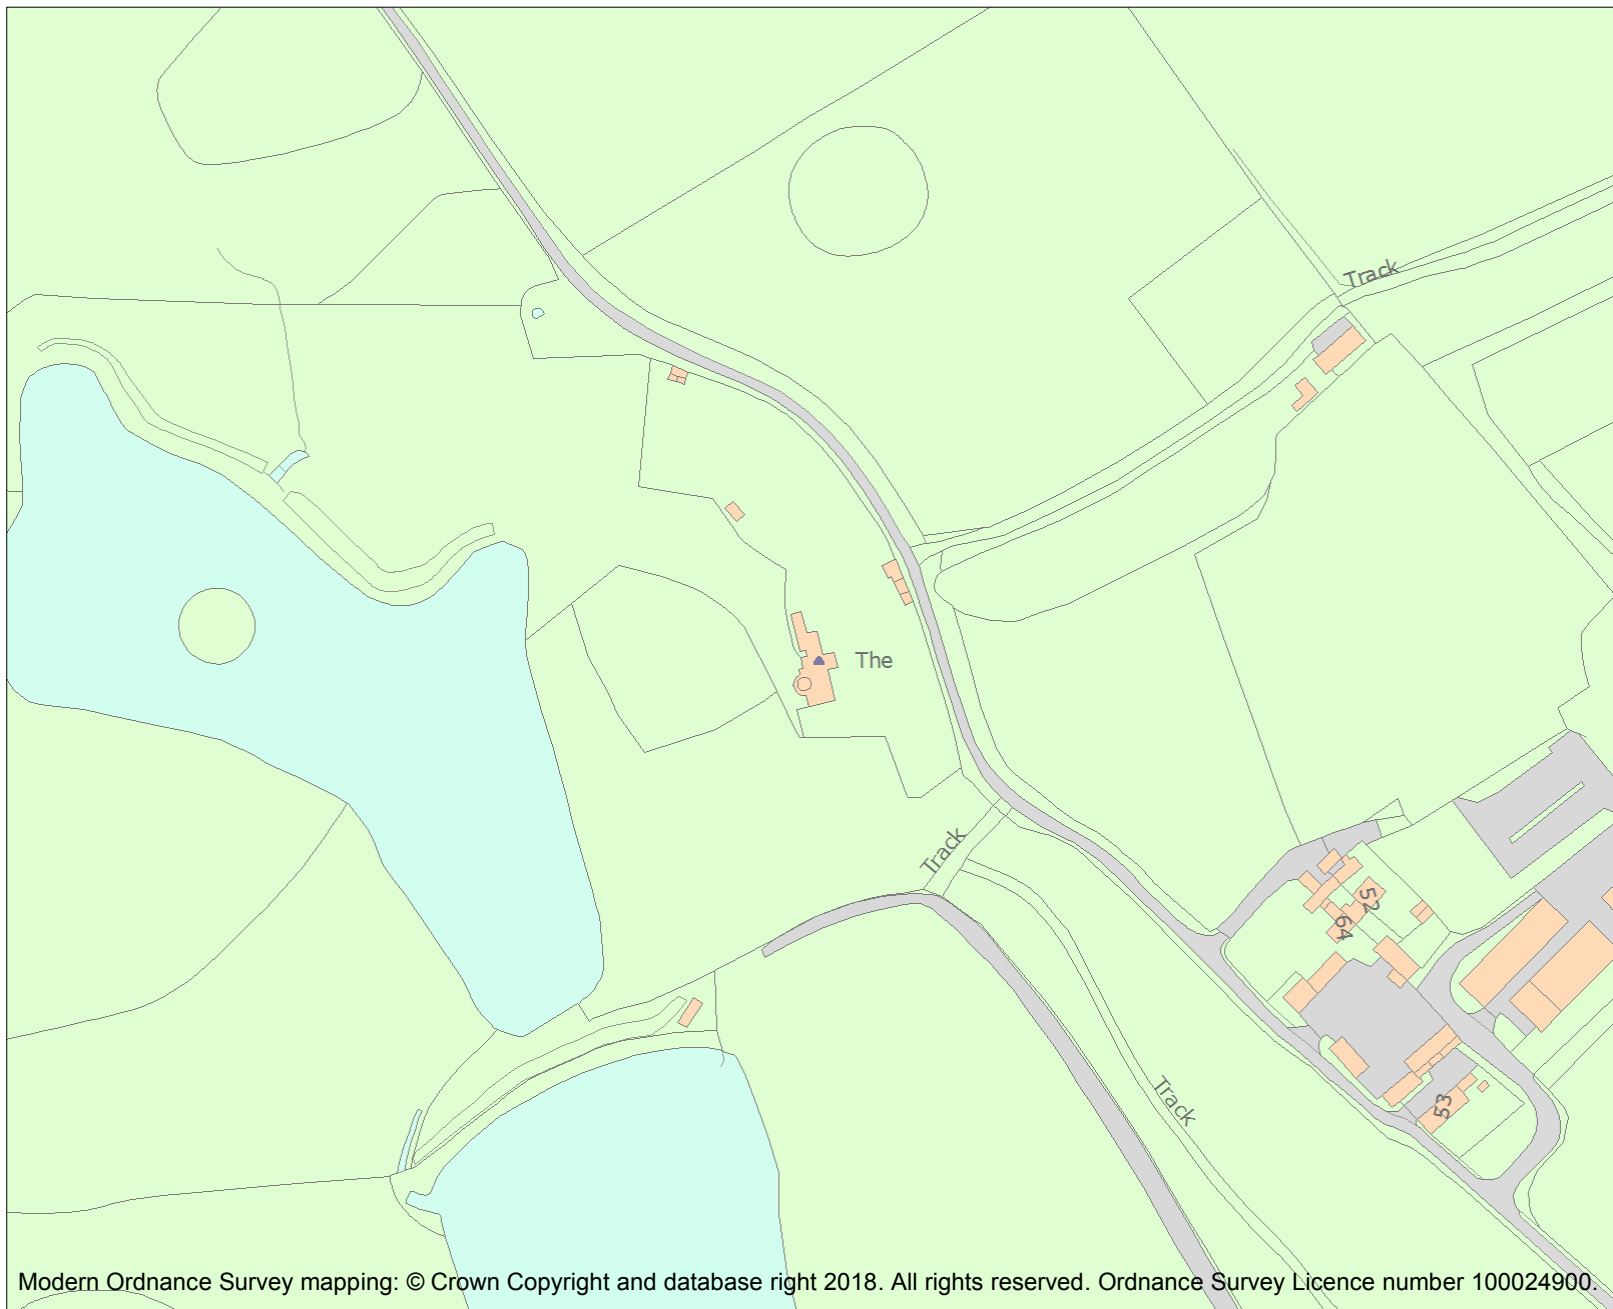 Track
The
Track
52
64
Track
53
Modern Ordnance Survey mapping: © Crown Copyright and database right 2018. All rights reserved. Ordnance Survey Licence number 100024900.